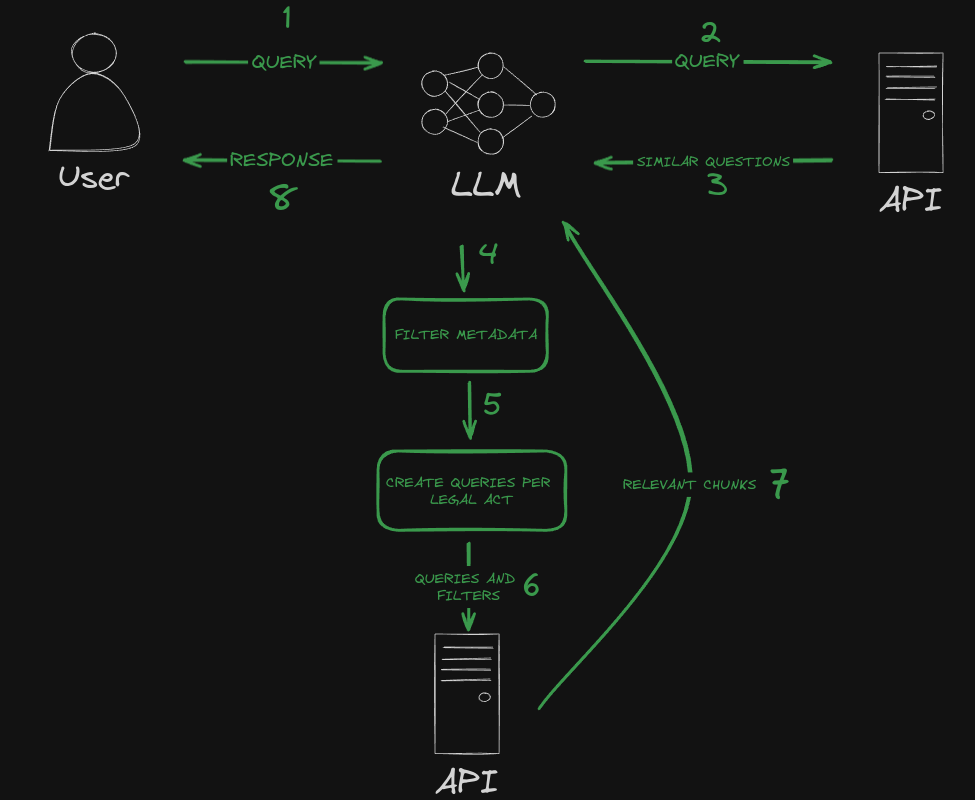 1
QUERY
2
QUERY
RESPONSE
8
SIMILAR QUESTIONS
3
User
LLM
API
4
FILTER METADATA
5
CREATE QUERIES PER
LEGAL ACT
RELEVANT CHUNKS 7
QUERIES AND
FILTERS
6
API